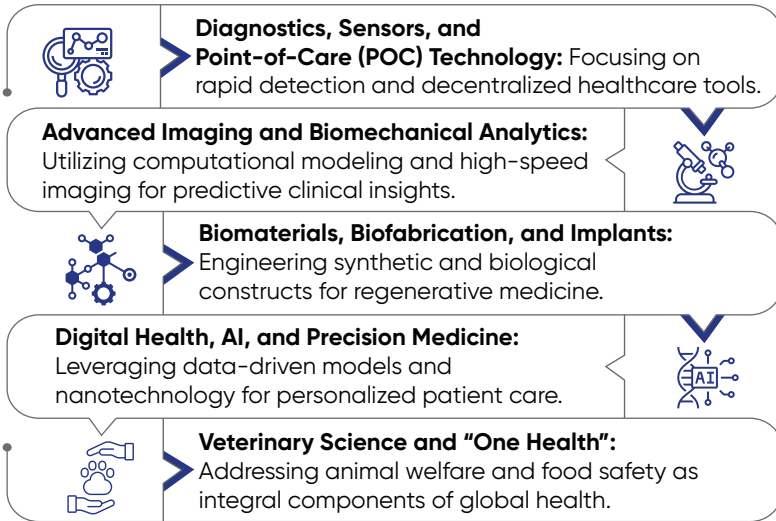 Diagnostics, Sensors, and
Point-of-Care (POC) Technology: Focusing on
rapid detection and decentralized healthcare tools.
Advanced Imaging and Biomechanical Analytics:
Utilizing computational modeling and high-speed
imaging for predictive clinical insights.
Biomaterials, Biofabrication, and Implants:
Engineering synthetic and biological
constructs for regenerative medicine.
Digital Health, AI, and Precision Medicine:
Leveraging data-driven models and
nanotechnology for personalized patient care.
AI
Veterinary Science and “One Health”:
Addressing animal welfare and food safety as
integral components of global health.